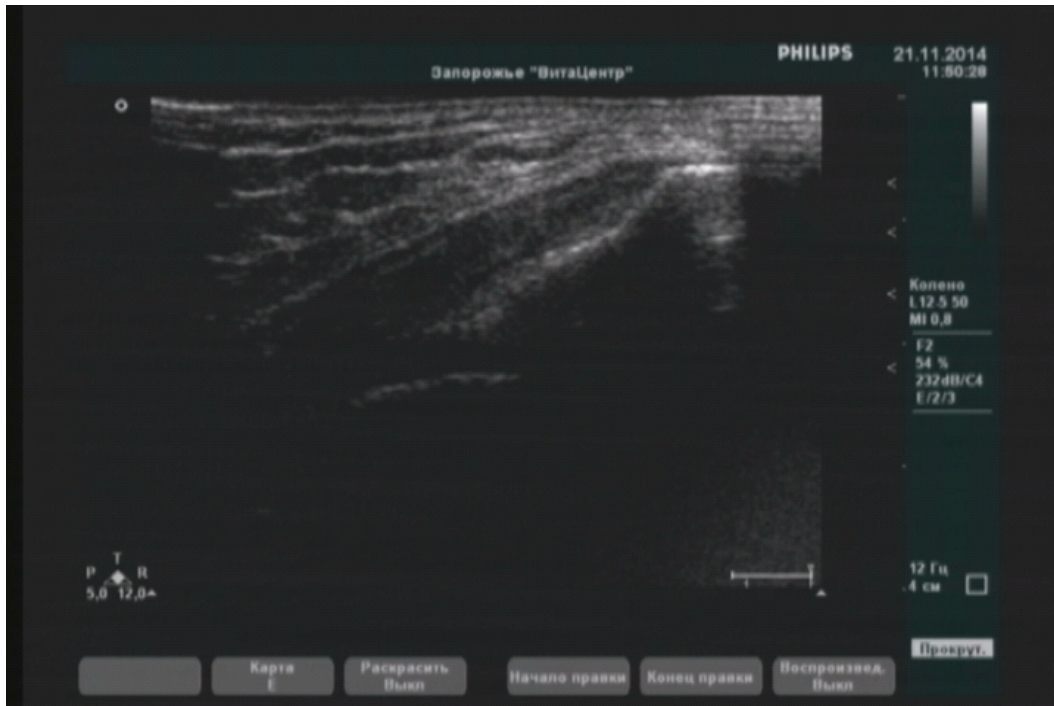 PHILIPS
21.11.2014
11:50:28
Запорожье "ВитаЦентр"
Колено
L12-5 50
MI 0,8
F2
54 %
232dB/C4
E/2/3
P T R
5,0 12,0
12 Гц
4 см
Прокрут.
Карта
E
Раскрасить
Выкл
Начало правки
Конец правки
Воспроизвед.
Выкл